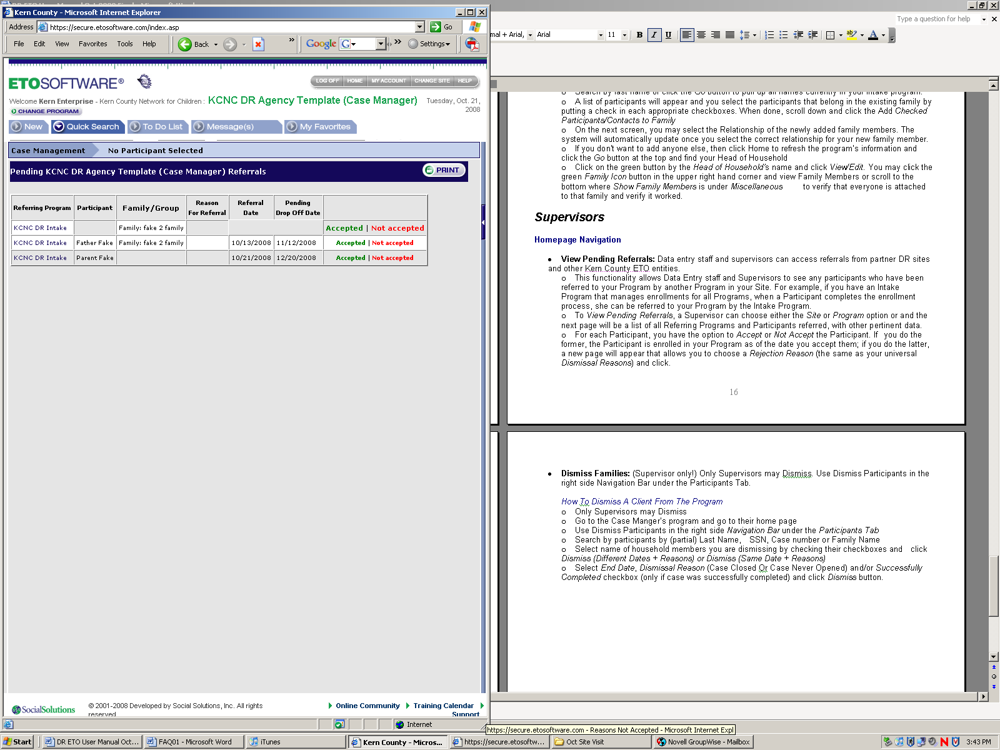 Kern County - Microsoft Internet Explorer
Address https://secure.etosoftware.com/index.asp Go
File Edit View Favorites Tools Help Back » Google G » Settings
ETOSOFTWARE®
LOG OFF HOME MY ACCOUNT CHANGE SITE HELP
Welcome Kern Enterprise - Kern County Network for Children : KCNC DR Agency Template (Case Manager) Tuesday, Oct. 21, 2008
CHANGE PROGRAM
New Quick Search To Do List Message(s) My Favorites
Case Management No Participant Selected
Pending KCNC DR Agency Template (Case Manager) Referrals PRINT
Referring Program Participant Family/Group Reason For Referral Referral Date Pending Drop Off Date
KCNC DR Intake Family: fake 2 family Accepted | Not accepted
KCNC DR Intake Father Fake Family: fake 2 family 10/13/2008 11/12/2008 Accepted | Not accepted
KCNC DR Intake Parent Fake 10/21/2008 12/20/2008 Accepted | Not accepted
SocialSolutions © 2001-2008 Developed by Social Solutions, Inc. All rights reserved
Online Community Training Calendar Support
Internet
Type a question for help
mal + Arial, Arial 11 B I U
o Search by last name or click the Go button to pull up all names currently in your intake program.
o A list of participants will appear and you select the participants that belong in the existing family by
putting a check in each appropriate checkboxes. When done, scroll down and click the Add Checked
Participants/Contacts to Family
o On the next screen, you may select the Relationship of the newly added family members. The
system will automatically update once you select the correct relationship for your new family member.
o If you don't want to add anyone else, then click Home to refresh the program's information and
click the Go button at the top and find your Head of Household
o Click on the green button by the Head of Household's name and click View/Edit. You may click the
green Family Icon button in the upper right hand corner and view Family Members or scroll to the
bottom where Show Family Members is under Miscellaneous to verify that everyone is attached
to that family and verify it worked.
Supervisors
Homepage Navigation
• View Pending Referrals: Data entry staff and supervisors can access referrals from partner DR sites
and other Kern County ETO entities.
o This functionality allows Data Entry staff and Supervisors to see any participants who have been
referred to your Program by another Program in your Site. For example, if you have an Intake
Program that manages enrollments for all Programs, when a Participant completes the enrollment
process, she can be referred to your Program by the Intake Program.
o To View Pending Referrals, a Supervisor can choose either the Site or Program option or and the
next page will be a list of all Referring Programs and Participants referred, with other pertinent data.
o For each Participant, you have the option to Accept or Not Accept the Participant. If you do the
former, the Participant is enrolled in your Program as of the date you accept them; if you do the latter,
a new page will appear that allows you to choose a Rejection Reason (the same as your universal
Dismissal Reasons) and click.
16
• Dismiss Families: (Supervisor only!) Only Supervisors may Dismiss. Use Dismiss Participants in the
right side Navigation Bar under the Participants Tab.
How To Dismiss A Client From The Program
o Only Supervisors may Dismiss
o Go to the Case Manger's program and go to their home page
o Use Dismiss Participants in the right side Navigation Bar under the Participants Tab
o Search by participants by (partial) Last Name, SSN, Case number or Family Name
o Select name of household members you are dismissing by checking their checkboxes and click
Dismiss (Different Dates + Reasons) or Dismiss (Same Date + Reasons)
o Select End Date, Dismissal Reason (Case Closed Or Case Never Opened) and/or Successfully
Completed checkbox (only if case was successfully completed) and click Dismiss button.
https://secure.etosoftware.com - Reasons Not Accepted - Microsoft Internet Expl
Start DR ETO User Manual Oct... FAQ01 - Microsoft Word iTunes Kern County - Micros... https://secure.etosoftw... Oct Site Visit Novell GroupWise - Mailbox 3:43 PM